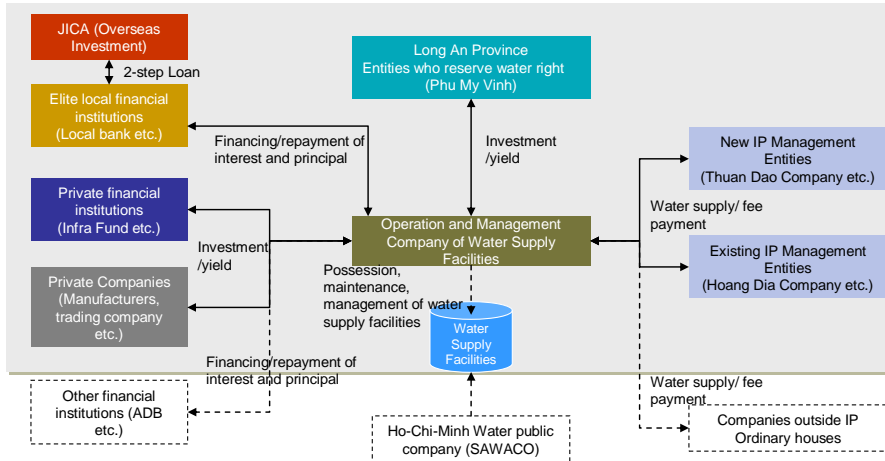 JICA (Overseas
Investment)
2-step Loan
Elite local financial
institutions
(Local bank etc.)
Financing/repayment of
interest and principal
Long An Province
Entities who reserve water right
(Phu My Vinh)
Investment
/yield
New IP Management
Entities
(Thuan Dao Company etc.)
Water supply/ fee
payment
Existing IP Management
Entities
(Hoang Dia Company etc.)
Private financial
institutions
(Infra Fund etc.)
Investment
/yield
Private Companies
(Manufacturers,
trading company
etc.)
Operation and Management
Company of Water Supply
Facilities
Possession,
maintenance,
management of water
supply facilities
Water
Supply
Facilities
Financing/repayment of
interest and principal
Other financial
institutions (ADB
etc.)
Ho-Chi-Minh Water public
company (SAWACO)
Water supply/ fee
payment
Companies outside IP
Ordinary houses